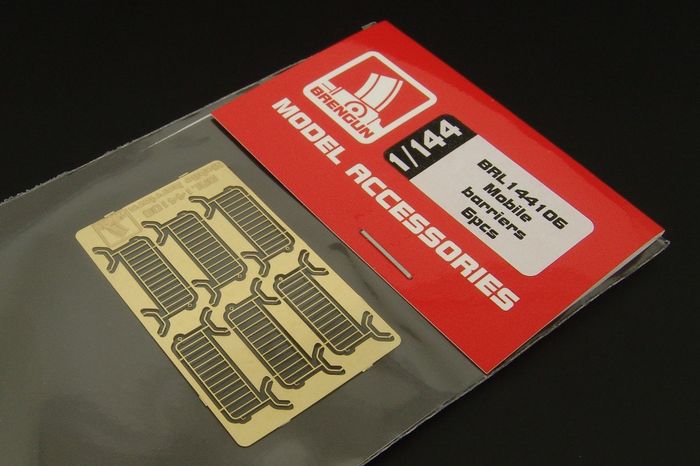 BRENGUN
MODEL ACCESSORIES
1/144
BRL144106
Mobile
barriers
6pcs